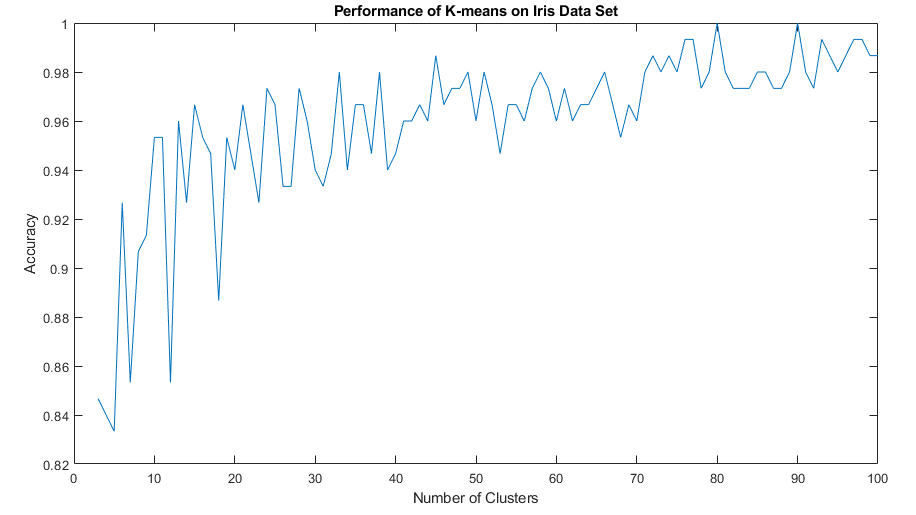 Performance of K-means on Iris Data Set
1
0.98
0.96
0.94
0.92
0.9
0.88
0.86
0.84
0.82
Accuracy
0 10 20 30 40 50 60 70 80 90 100
Number of Clusters